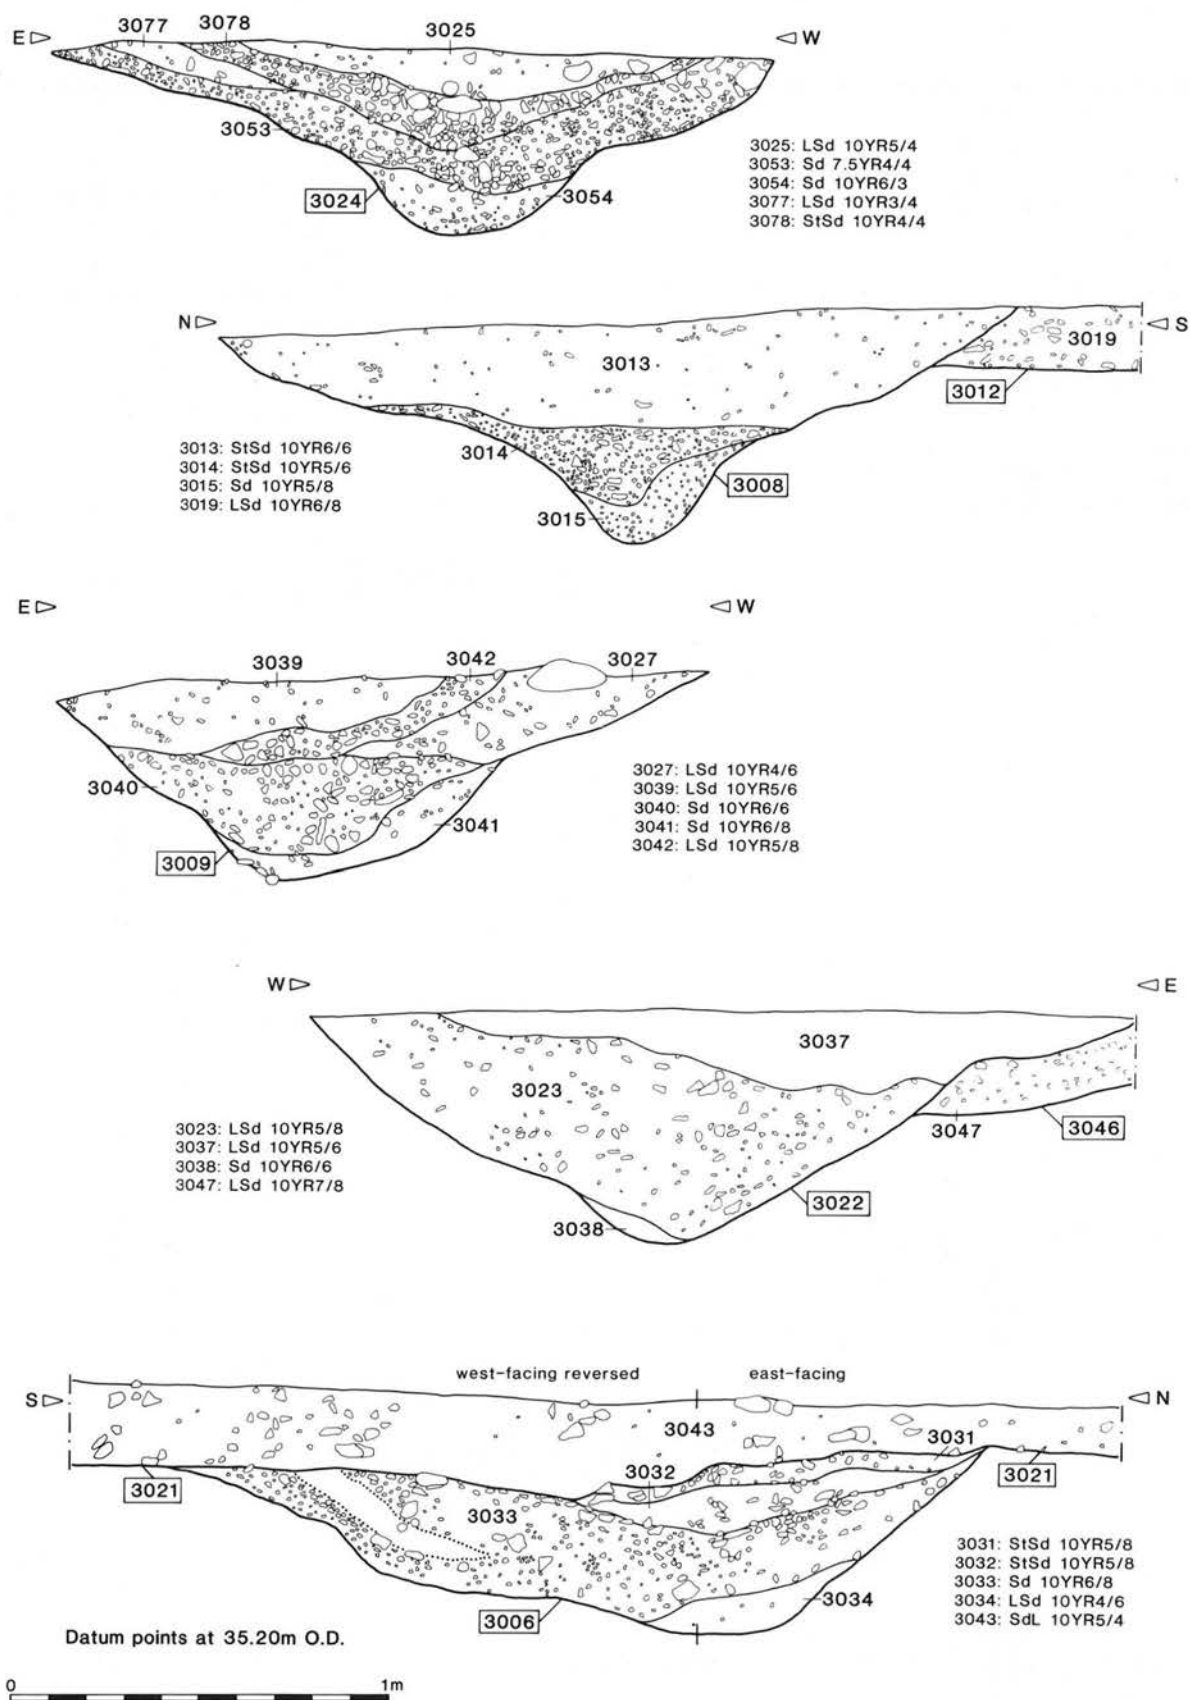 3077 3078 3025
E W
3053
3024 3054
3025: LSd 10YR5/4
3053: Sd 7.5YR4/4
3054: Sd 10YR6/3
3077: LSd 10YR3/4
3078: StSd 10YR4/4
N S
3013 3019
3012
3014 3008
3015
3013: StSd 10YR6/6
3014: StSd 10YR5/6
3015: Sd 10YR5/8
3019: LSd 10YR6/8
E W
3039 3042 3027
3040
3041
3009
3027: LSd 10YR4/6
3039: LSd 10YR5/6
3040: Sd 10YR6/6
3041: Sd 10YR6/8
3042: LSd 10YR5/8
W E
3037
3023
3047 3046
3022
3038
3023: LSd 10YR5/8
3037: LSd 10YR5/6
3038: Sd 10YR6/6
3047: LSd 10YR7/8
west-facing reversed east-facing
S N
3043 3031
3032
3021 3021
3033
3034
3006
3031: StSd 10YR5/8
3032: StSd 10YR5/8
3033: Sd 10YR6/8
3034: LSd 10YR4/6
3043: SdL 10YR5/4
Datum points at 35.20m O.D.
0 1m